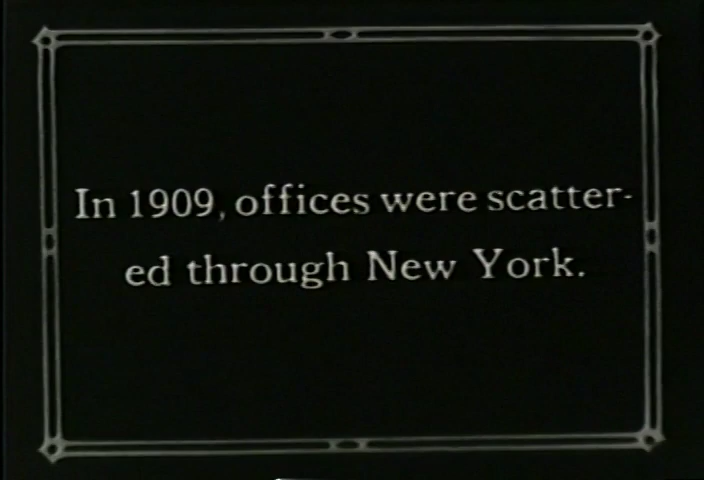 In 1909, offices were scatter-
ed through New York.